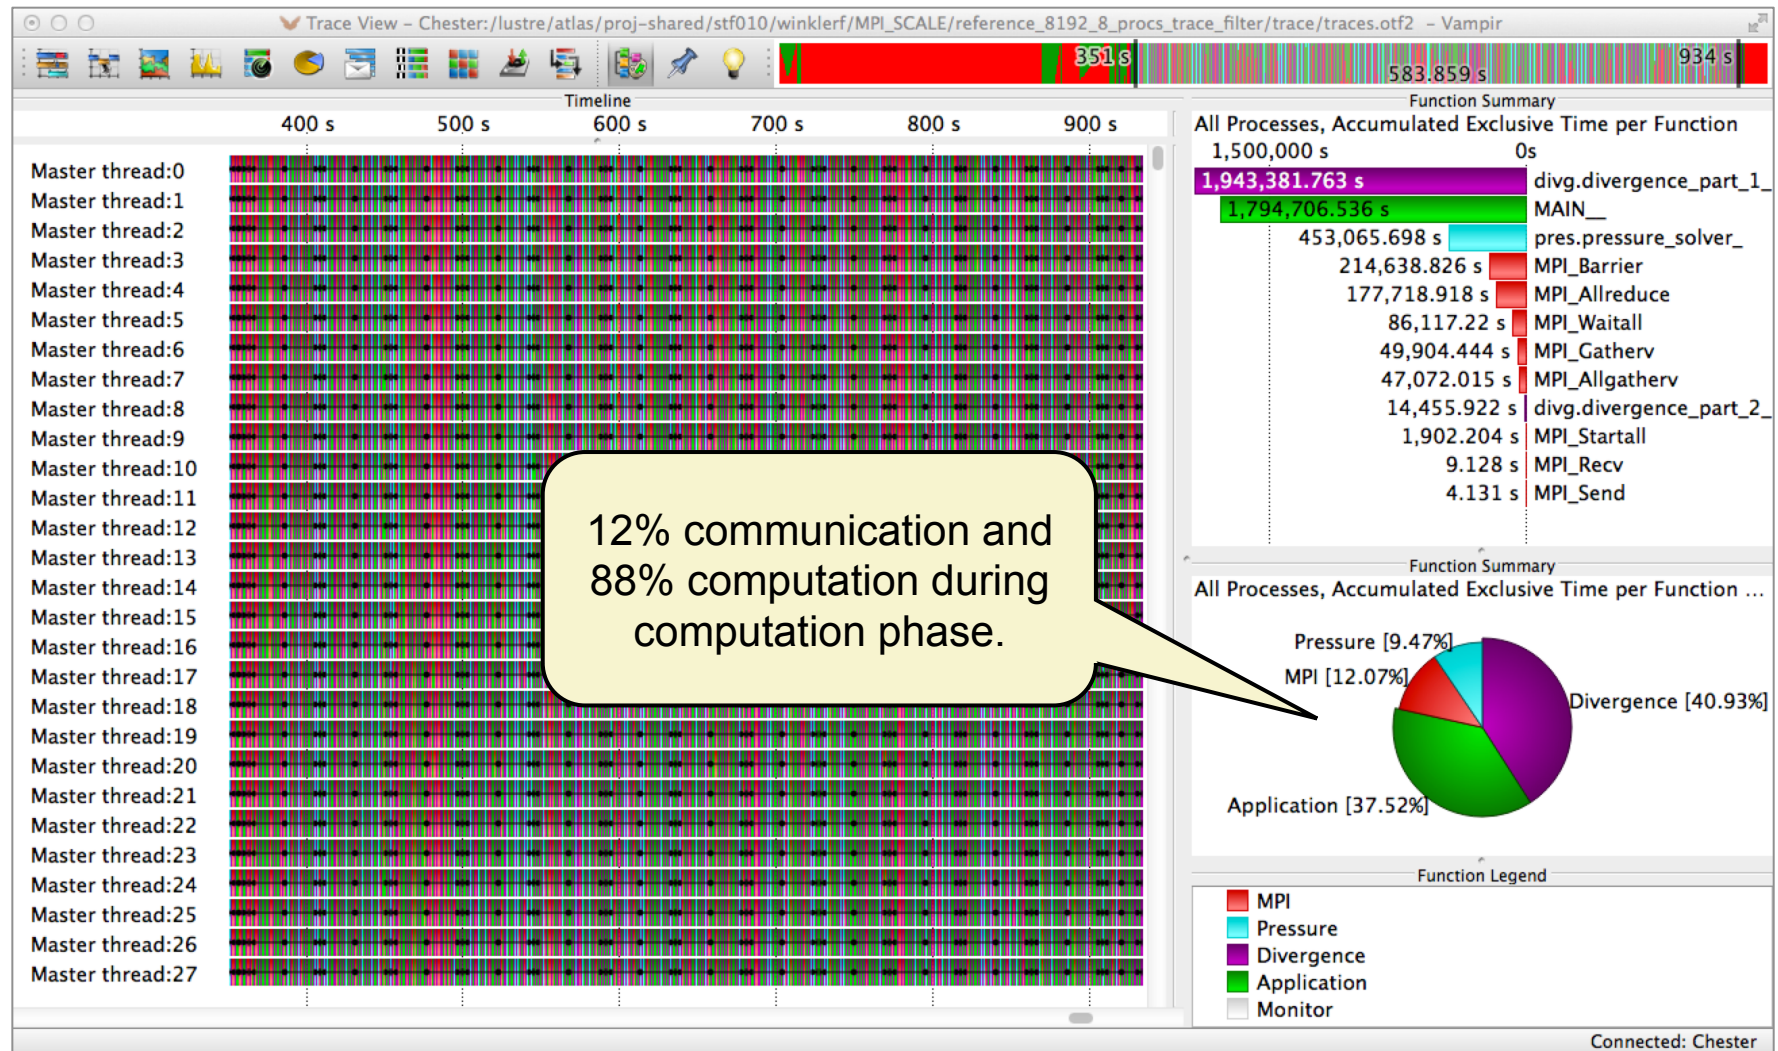 Trace View – Chester:/lustre/atlas/proj-shared/stf010/winklerf/MPI_SCALE/reference_8192_8_procs_trace_filter/trace/traces.otf2 – Vampir
351 s
583.859 s
934 s
Timeline
400 s 500 s 600 s 700 s 800 s 900 s
Master thread:0
Master thread:1
Master thread:2
Master thread:3
Master thread:4
Master thread:5
Master thread:6
Master thread:7
Master thread:8
Master thread:9
Master thread:10
Master thread:11
Master thread:12
Master thread:13
Master thread:14
Master thread:15
Master thread:16
Master thread:17
Master thread:18
Master thread:19
Master thread:20
Master thread:21
Master thread:22
Master thread:23
Master thread:24
Master thread:25
Master thread:26
Master thread:27
12% communication and
88% computation during
computation phase.
Function Summary
All Processes, Accumulated Exclusive Time per Function
1,500,000 s 0s
1,943,381.763 s divg.divergence_part_1_
1,794,706.536 s MAIN__
453,065.698 s pres.pressure_solver_
214,638.826 s MPI_Barrier
177,718.918 s MPI_Allreduce
86,117.22 s MPI_Waitall
49,904.444 s MPI_Gatherv
47,072.015 s MPI_Allgatherv
14,455.922 s divg.divergence_part_2_
1,902.204 s MPI_Startall
9.128 s MPI_Recv
4.131 s MPI_Send
Function Summary
All Processes, Accumulated Exclusive Time per Function ...
Pressure [9.47%]
MPI [12.07%]
Divergence [40.93%]
Application [37.52%]
Function Legend
MPI
Pressure
Divergence
Application
Monitor
Connected: Chester